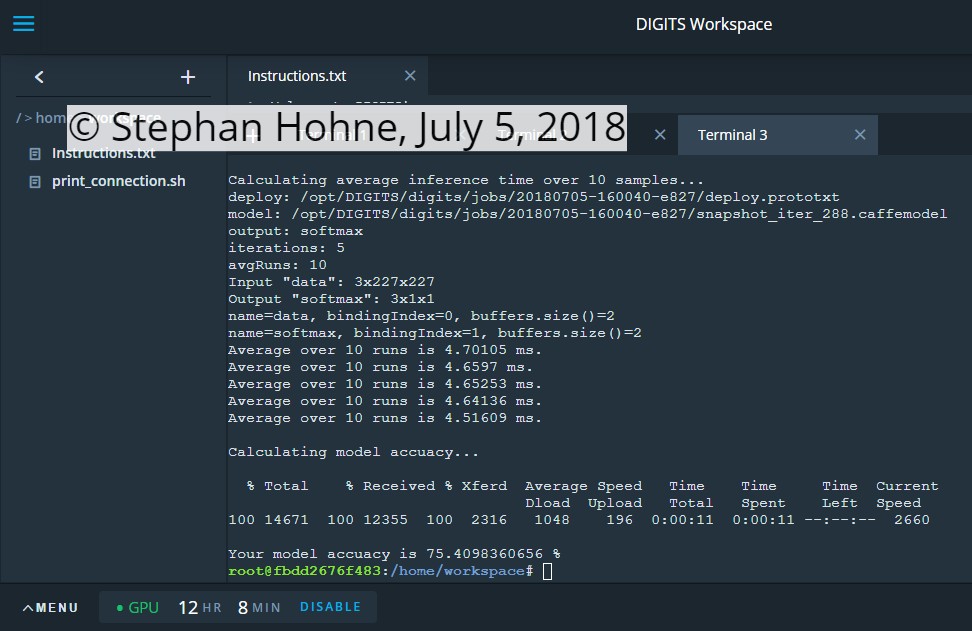 DIGITS Workspace
Instructions.txt
© Stephan Hohne, July 5, 2018
/ > home
Terminal 3
Instructions.txt
print_connection.sh
Calculating average inference time over 10 samples...
deploy: /opt/DIGITS/digits/jobs/20180705-160040-e827/deploy.prototxt
model: /opt/DIGITS/digits/jobs/20180705-160040-e827/snapshot_iter_288.caffemodel
output: softmax
iterations: 5
avgRuns: 10
Input "data": 3x227x227
Output "softmax": 3x1x1
name=data, bindingIndex=0, buffers.size()=2
name=softmax, bindingIndex=1, buffers.size()=2
Average over 10 runs is 4.70105 ms.
Average over 10 runs is 4.6597 ms.
Average over 10 runs is 4.65253 ms.
Average over 10 runs is 4.64136 ms.
Average over 10 runs is 4.51609 ms.
Calculating model accuacy...
% Total % Received % Xferd Average Speed Time Time Time Current
Dload Upload Total Spent Left Speed
100 14671 100 12355 100 2316 1048 196 0:00:11 0:00:11 --:--:-- 2660
Your model accuacy is 75.4098360656 %
root@fbdd2676f483:/home/workspace#
MENU GPU 12 HR 8 MIN DISABLE